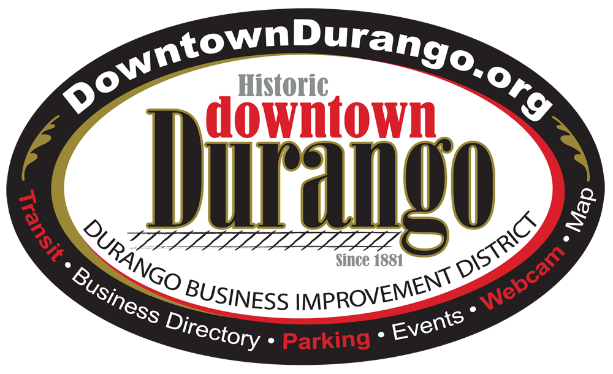 DowntownDurango.org
Historic
downtown
Durango
Since 1881
DURANGO BUSINESS IMPROVEMENT DISTRICT
Transit • Business Directory • Parking • Events • Webcam • Map